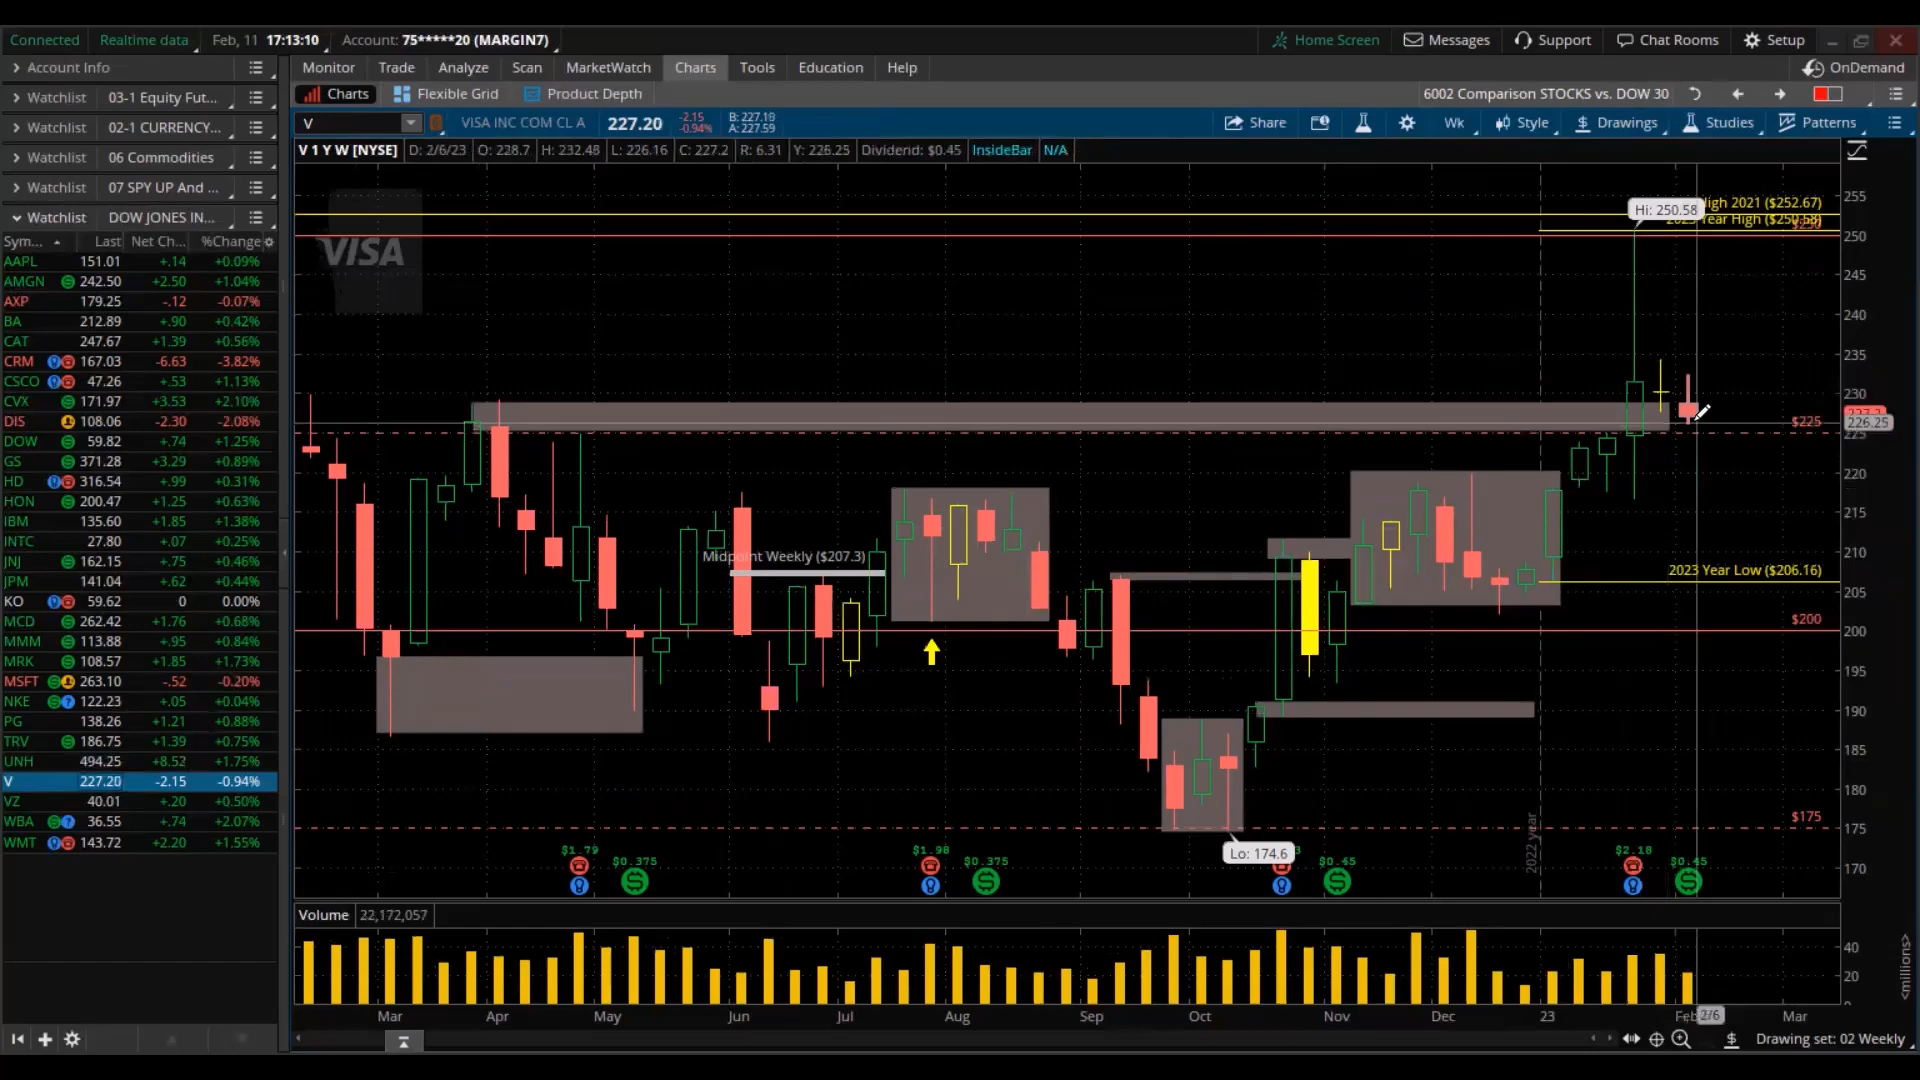 Connected Realtime data Feb, 11 17:13:10 Account: 75*****20 (MARGIN7) Home Screen Messages Support Chat Rooms Setup
Account Info Monitor Trade Analyze Scan MarketWatch Charts Tools Education Help OnDemand
Watchlist 03-1 Equity Fut... Charts Flexible Grid Product Depth 6002 Comparison STOCKS vs. DOW 30
Watchlist 02-1 CURRENCY... V VISA INC COM CL A 227.20 -2.15 -0.94% B: 227.19 A: 227.59 Share Wk Style $ Drawings Studies Patterns
Watchlist 06 Commodities V 1 Y W [NYSE] D: 2/6/23 O: 228.7 H: 232.48 L: 226.16 C: 227.2 R: 6.31 Y: 226.25 Dividend: $0.45 InsideBar N/A
Watchlist 07 SPY UP And ...
Watchlist DOW JONES IN...
Sym... Last Net Ch... %Change
AAPL 151.01 +.14 +0.09%
AMGN 242.50 +2.50 +1.04%
AXP 179.25 -.12 -0.07%
BA 212.89 +.90 +0.42%
CAT 247.67 +1.39 +0.56%
CRM 167.03 -6.63 -3.82%
CSCO 47.26 +.53 +1.13%
CVX 171.97 +3.53 +2.10%
DIS 108.06 -2.30 -2.08%
DOW 59.82 +.74 +1.25%
GS 371.28 +3.29 +0.89%
HD 316.54 +.99 +0.31%
HON 200.47 +1.25 +0.63%
IBM 135.60 +1.85 +1.38%
INTC 27.80 +.07 +0.25%
JNJ 162.15 +.75 +0.46%
JPM 141.04 +.62 +0.44%
KO 59.62 0 0.00%
MCD 262.42 +1.76 +0.68%
MMM 113.88 +.95 +0.84%
MRK 108.57 +1.85 +1.73%
MSFT 263.10 -.52 -0.20%
NKE 122.23 +.05 +0.04%
PG 138.26 +1.21 +0.88%
TRV 186.75 +1.39 +0.75%
UNH 494.25 +8.52 +1.75%
V 227.20 -2.15 -0.94%
VZ 40.01 +.20 +0.50%
WBA 36.55 +.74 +2.07%
WMT 143.72 +2.20 +1.55%
VISA
High 2021 ($252.67)
Hi: 250.58
2023 Year High ($250.58)
$250
$225
226.25
Midpoint Weekly ($207.3)
2023 Year Low ($206.16)
$200
$175
Lo: 174.6
2022 year
255
250
245
240
235
230
225
220
215
210
205
200
195
190
185
180
175
170
$1.79 $0.375 $1.98 $0.375 $0.45 $2.18 $0.45
Volume 22,172,057
40
20
<millions>
Mar Apr May Jun Jul Aug Sep Oct Nov Dec 23 Feb 2/6 Mar
$ Drawing set: 02 Weekly